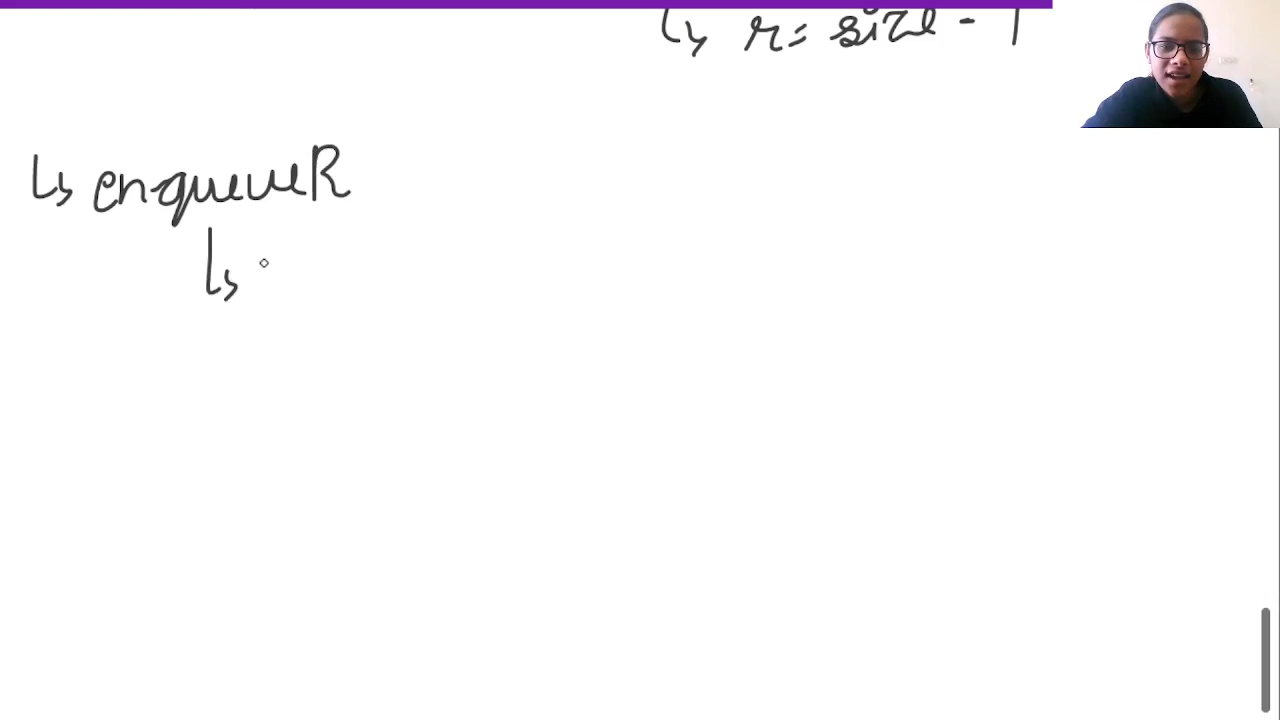 ↳ r = size - 1
↳ enqueueR
↳